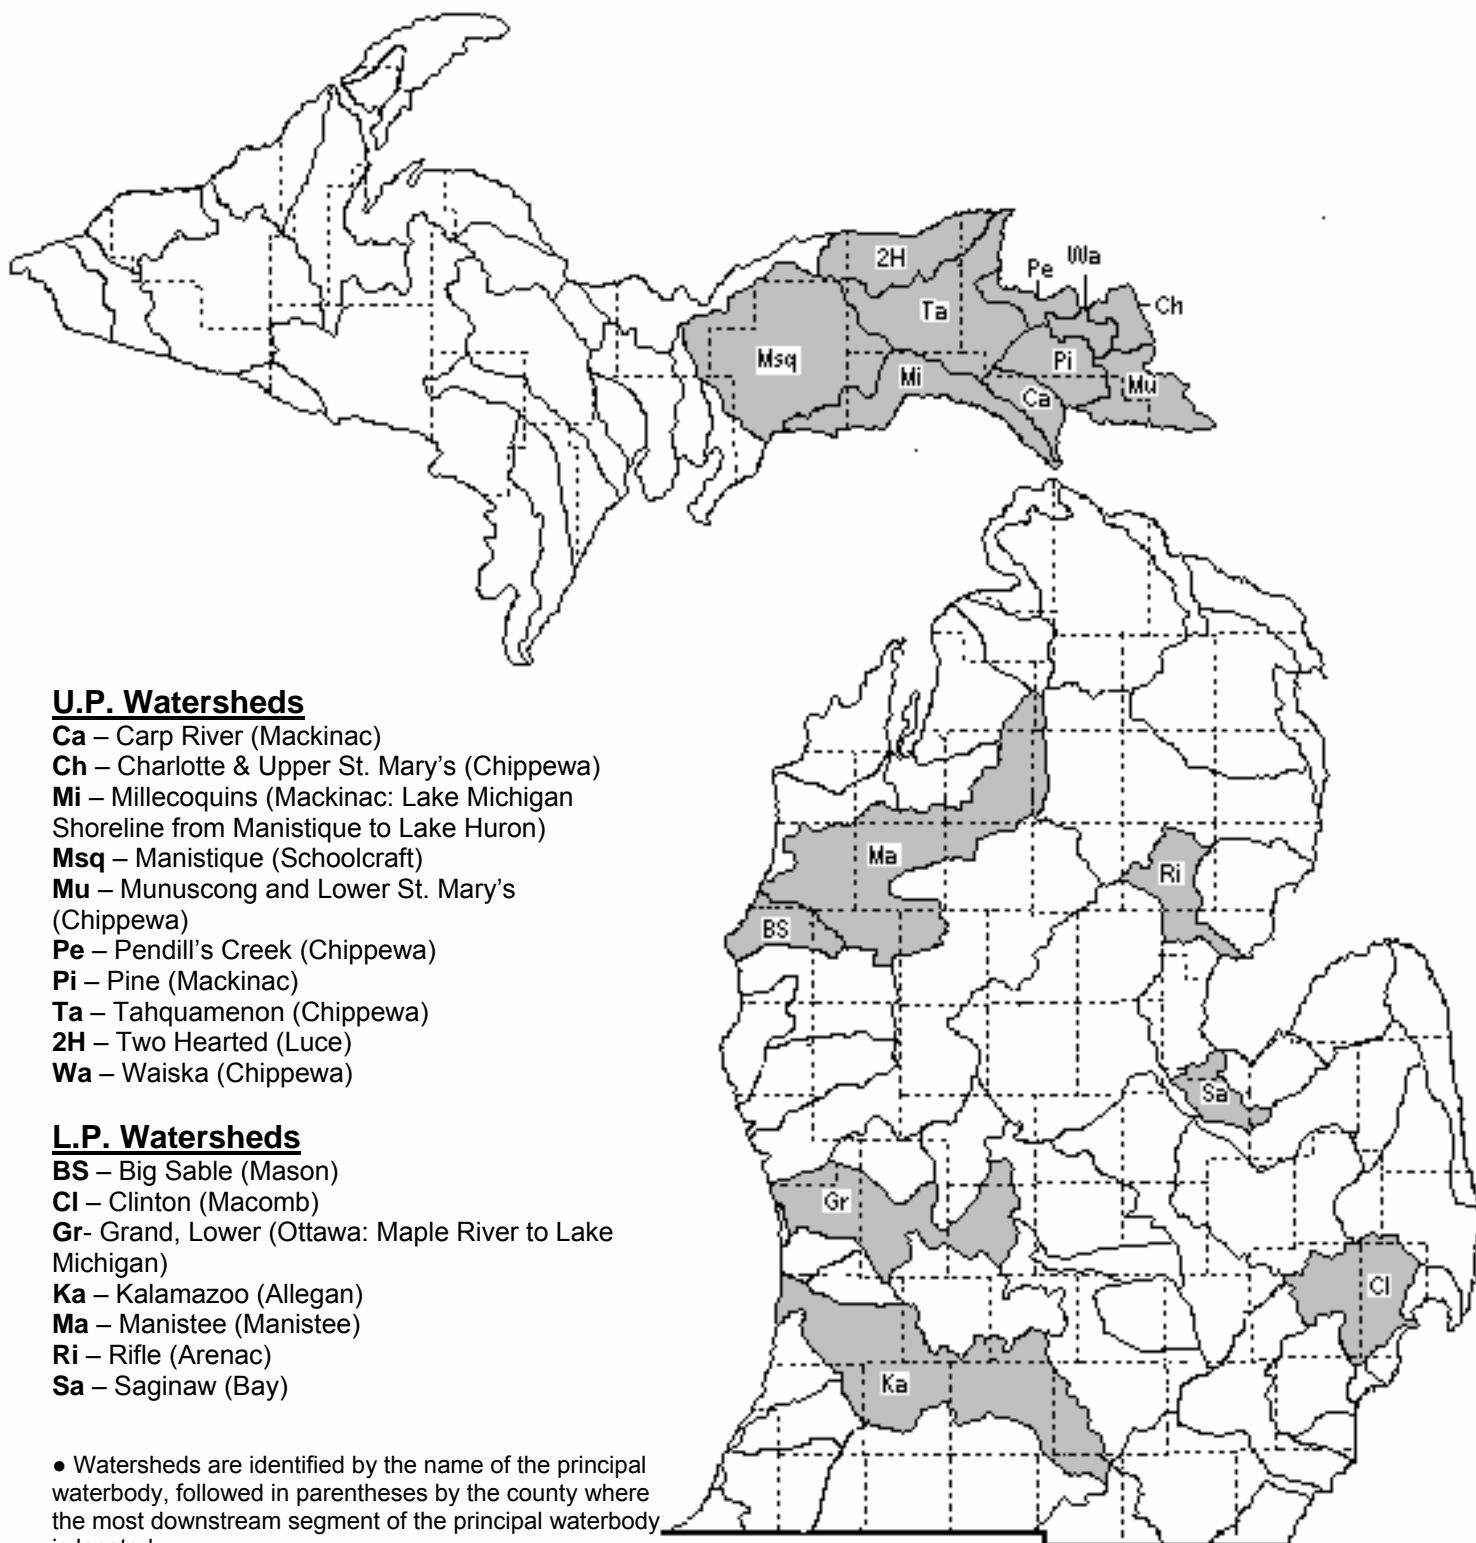 2H
Pe
Wa
Ta
Ch
Msq
Mi
Pi
Ca
Mu
U.P. Watersheds
Ca – Carp River (Mackinac)
Ch – Charlotte & Upper St. Mary's (Chippewa)
Mi – Millecoquins (Mackinac: Lake Michigan
Shoreline from Manistique to Lake Huron)
Msq – Manistique (Schoolcraft)
Mu – Munuscong and Lower St. Mary's
(Chippewa)
Pe – Pendill's Creek (Chippewa)
Pi – Pine (Mackinac)
Ta – Tahquamenon (Chippewa)
2H – Two Hearted (Luce)
Wa – Waiska (Chippewa)
L.P. Watersheds
BS – Big Sable (Mason)
Cl – Clinton (Macomb)
Gr- Grand, Lower (Ottawa: Maple River to Lake
Michigan)
Ka – Kalamazoo (Allegan)
Ma – Manistee (Manistee)
Ri – Rifle (Arenac)
Sa – Saginaw (Bay)
● Watersheds are identified by the name of the principal
waterbody, followed in parentheses by the county where
the most downstream segment of the principal waterbody
Ma
Ri
BS
Sa
Gr
Cl
Ka